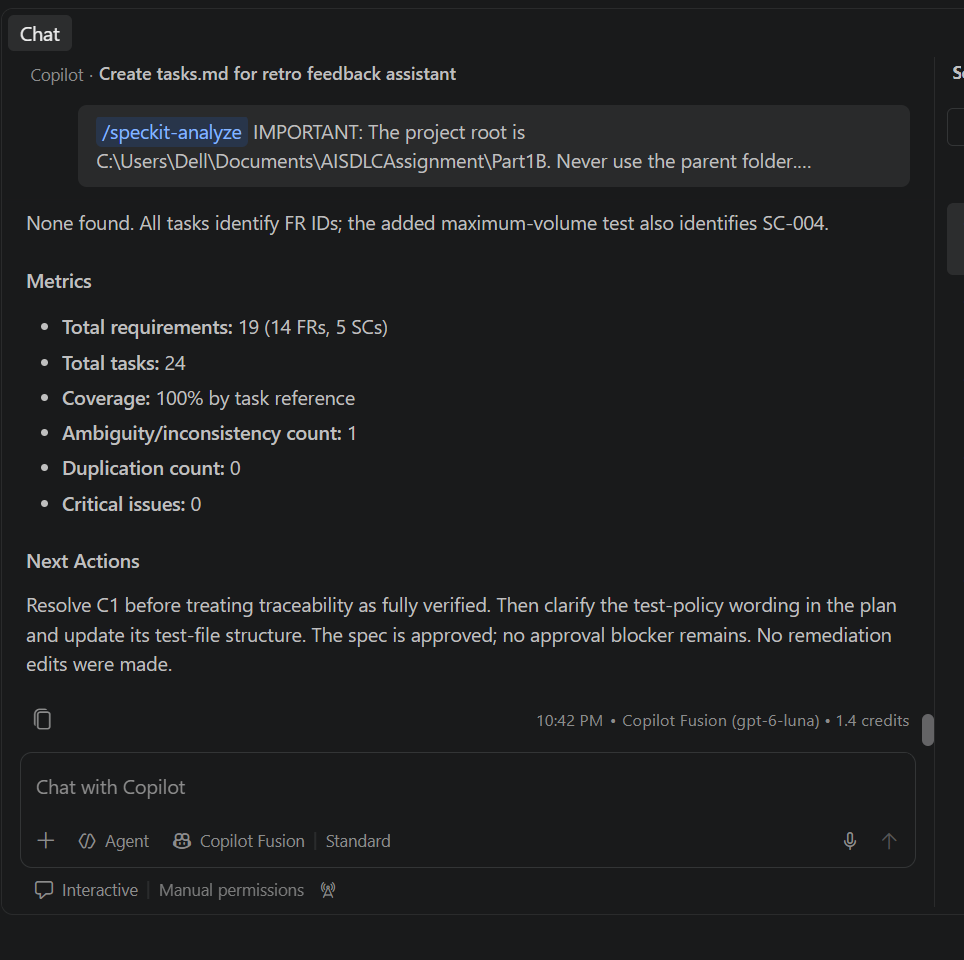 Chat
Copilot · Create tasks.md for retro feedback assistant
/speckit-analyze IMPORTANT: The project root is
C:\Users\Dell\Documents\AISDLCAssignment\Part1B. Never use the parent folder....
None found. All tasks identify FR IDs; the added maximum-volume test also identifies SC-004.
Metrics
• Total requirements: 19 (14 FRs, 5 SCs)
• Total tasks: 24
• Coverage: 100% by task reference
• Ambiguity/inconsistency count: 1
• Duplication count: 0
• Critical issues: 0
Next Actions
Resolve C1 before treating traceability as fully verified. Then clarify the test-policy wording in the plan
and update its test-file structure. The spec is approved; no approval blocker remains. No remediation
edits were made.
10:42 PM • Copilot Fusion (gpt-6-luna) • 1.4 credits
Chat with Copilot
Agent Copilot Fusion Standard
Interactive Manual permissions